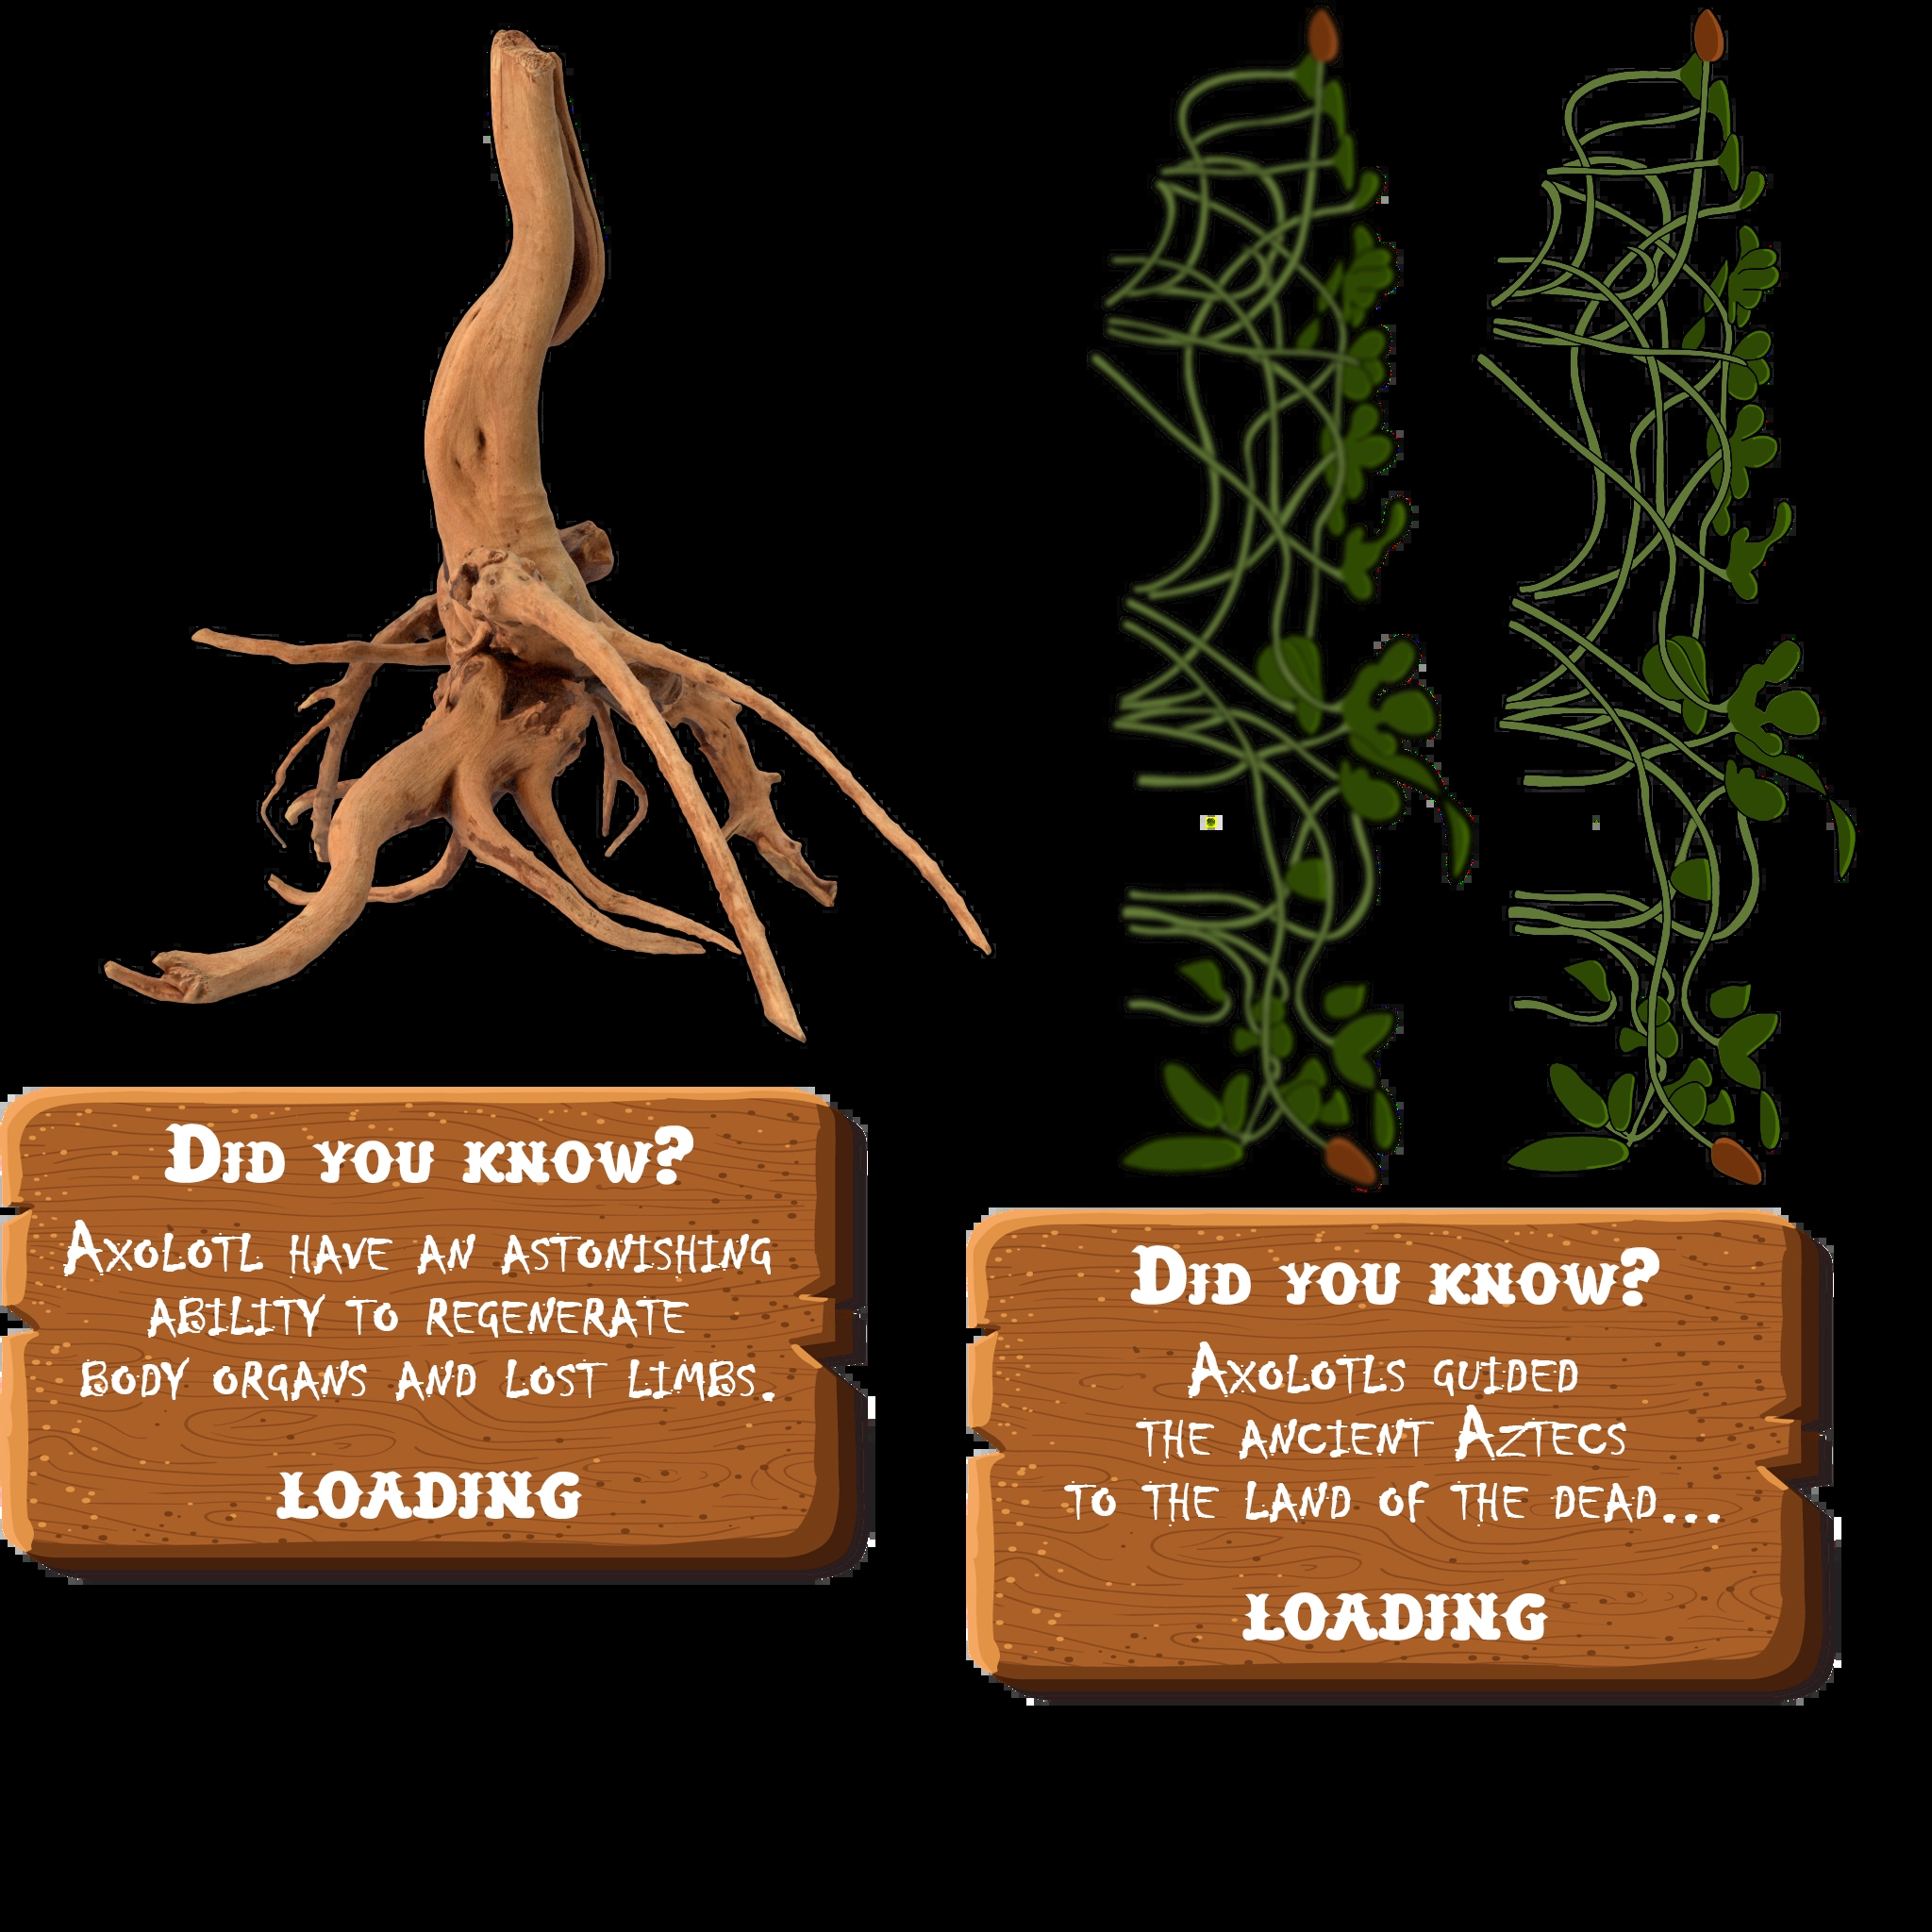 Did you know?
Axolotl have an astonishing
ability to regenerate
body organs and lost limbs.
LOADING
Did you know?
Axolotls guided
the ancient Aztecs
to the land of the dead...
LOADING